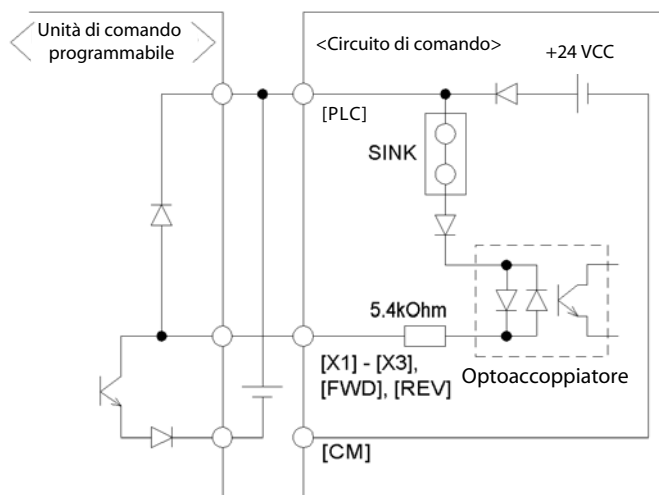 Unità di comando
programmabile
<Circuito di comando>
+24 VCC
[PLC]
SINK
5.4kOhm
[X1] - [X3],
[FWD], [REV]
Optoaccoppiatore
[CM]